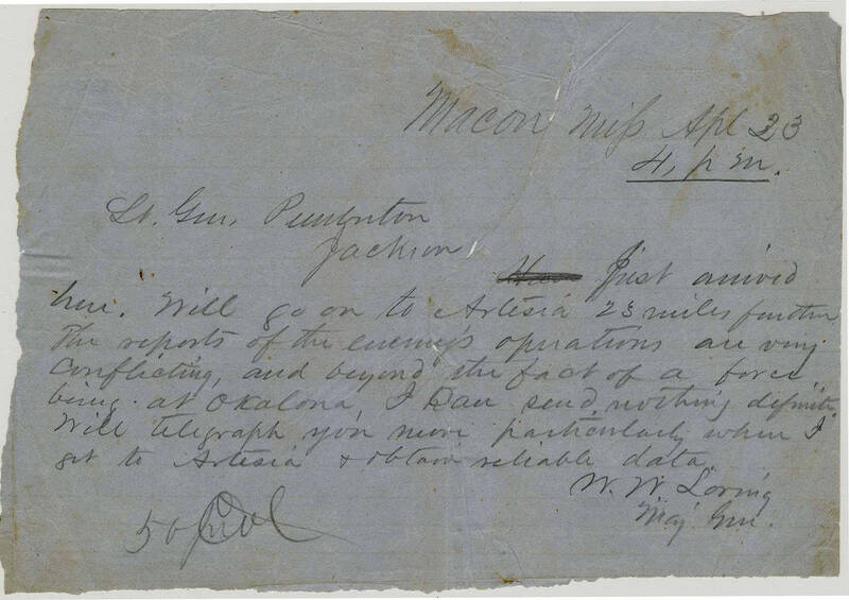 Macon Miss Apl 23
4, p m.
Lt. Gen. Pemberton
Jackson
Just arrived
here. Will go on to Artesia 23 miles further
The reports of the enemy's operations are very
conflicting, and beyond the fact of a force
being at Okalona, I can send nothing definite
Will telegraph you more particularly when I
get to Artesia & obtain reliable data.
W. W. Loring
Maj Gen.
50